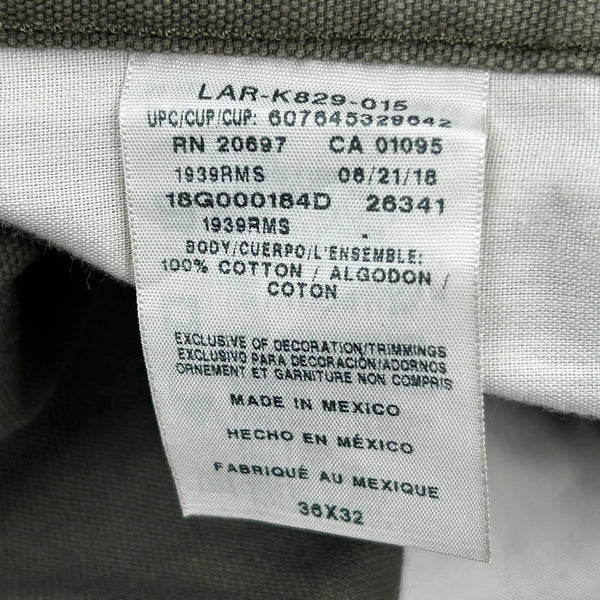 LAR-K829-015
UPC/CUP/CUP: 607645329642
RN 20697 CA 01095
1939RMS 06/21/18
18G000184D 26341
1939RMS .
BODY/CUERPO/L'ENSEMBLE:
100% COTTON / ALGODON /
COTON
EXCLUSIVE OF DECORATION/TRIMMINGS
EXCLUSIVO PARA DECORACIÓN/ADORNOS
ORNEMENT ET GARNITURE NON COMPRIS
MADE IN MEXICO
HECHO EN MÉXICO
FABRIQUÉ AU MEXIQUE
36X32